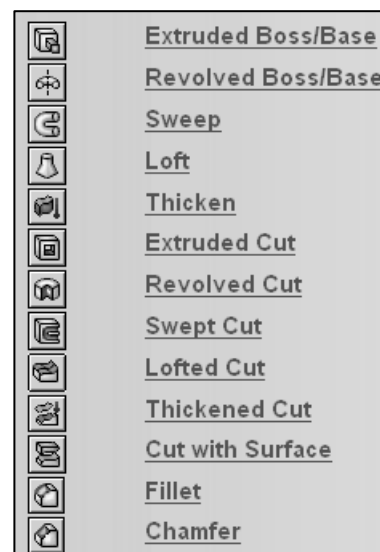 Extruded Boss/Base
Revolved Boss/Base
Sweep
Loft
Thicken
Extruded Cut
Revolved Cut
Swept Cut
Lofted Cut
Thickened Cut
Cut with Surface
Fillet
Chamfer